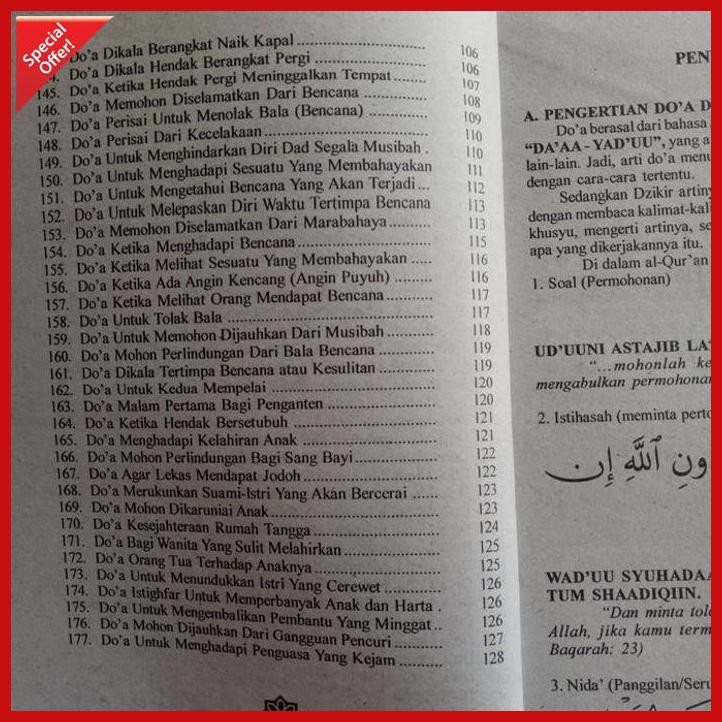 Special Offer!
Do'a Dikala Berangkat Naik Kapal ........................... 106
4. Do'a Dikala Hendak Berangkat Pergi ........................ 106
145. Do'a Ketika Hendak Pergi Meninggalkan Tempat ........ 107
146. Do'a Memohon Diselamatkan Dari Bencana ............... 108
147. Do'a Perisai Untuk Menolak Bala (Bencana) ............. 109
148. Do'a Perisai Dari Kecelakaan .................................... 110
149. Do'a Untuk Menghindarkan Diri Dad Segala Musibah . 110
150. Do'a Untuk Menghadapi Sesuatu Yang Membahayakan 111
151. Do'a Untuk Mengetahui Bencana Yang Akan Terjadi ... 112
152. Do'a Untuk Melepaskan Diri Waktu Tertimpa Bencana 113
153. Do'a Memohon Diselamatkan Dari Marabahaya .......... 113
154. Do'a Ketika Menghadapi Bencana ............................. 115
155. Do'a Ketika Melihat Sesuatu Yang Membahayakan ..... 116
156. Do'a Ketika Ada Angin Kencang (Angin Puyuh) ......... 116
157. Do'a Ketika Melihat Orang Mendapat Bencana ........... 117
158. Do'a Untuk Tolak Bala ............................................. 117
159. Do'a Untuk Memohon Dijauhkan Dari Musibah ........... 118
160. Do'a Mohon Perlindungan Dari Bala Bencana ............. 119
161. Do'a Dikala Tertimpa Bencana atau Kesulitan ............. 119
162. Do'a Untuk Kedua Mempelai .................................... 120
163. Do'a Malam Pertama Bagi Penganten ........................ 120
164. Do'a Ketika Hendak Bersetubuh ............................... 121
165. Do'a Menghadapi Kelahiran Anak ............................. 121
166. Do'a Mohon Perlindungan Bagi Sang Bayi .................. 122
167. Do'a Agar Lekas Mendapat Jodoh ............................ 122
168. Do'a Merukunkan Suami-Istri Yang Akan Bercerai ...... 123
169. Do'a Mohon Dikaruniai Anak .................................... 123
170. Do'a Kesejahteraan Rumah Tangga .......................... 124
171. Do'a Bagi Wanita Yang Sulit Melahirkan .................... 125
172. Do'a Orang Tua Terhadap Anaknya ......................... 125
173. Do'a Untuk Menundukkan Istri Yang Cerewet ............. 126
174. Do'a Istighfar Untuk Memperbanyak Anak dan Harta . 126
175. Do'a Untuk Mengembalikan Pembantu Yang Minggat .. 126
176. Do'a Mohon Dijauhkan Dari Gangguan Pencuri ........... 127
177. Do'a Untuk Menghadapi Penguasa Yang Kejam .......... 128
PEN
A. PENGERTIAN DO'A D
Do'a berasal dari bahasa
"DA'AA - YAD'UU", yang a
lain-lain. Jadi, arti do'a menu
dengan cara-cara tertentu.
Sedangkan Dzikir artiny
dengan membaca kalimat-kali
khusyu, mengerti artinya, se
apa yang dikerjakannya itu.
Di dalam al-Qur'an
1. Soal (Permohonan)
UD'UUNI ASTAJIB LA
"...mohonlah ke
mengabulkan permohonan
2. Istihasah (meminta perto
ونِ اللَّهِ إِن
WAD'UU SYUHADAA
TUM SHAADIQIIN.
"Dan minta tolo
Allah, jika kamu term
Baqarah: 23)
3. Nida' (Panggilan/Seru